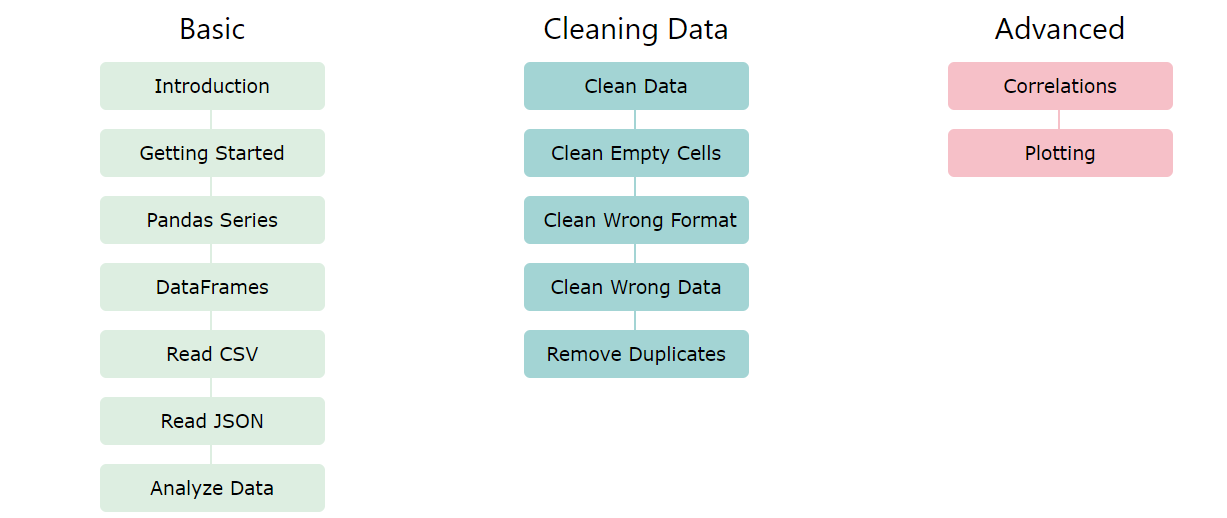 Basic
Introduction
Getting Started
Pandas Series
DataFrames
Read CSV
Read JSON
Analyze Data
Cleaning Data
Clean Data
Clean Empty Cells
Clean Wrong Format
Clean Wrong Data
Remove Duplicates
Advanced
Correlations
Plotting